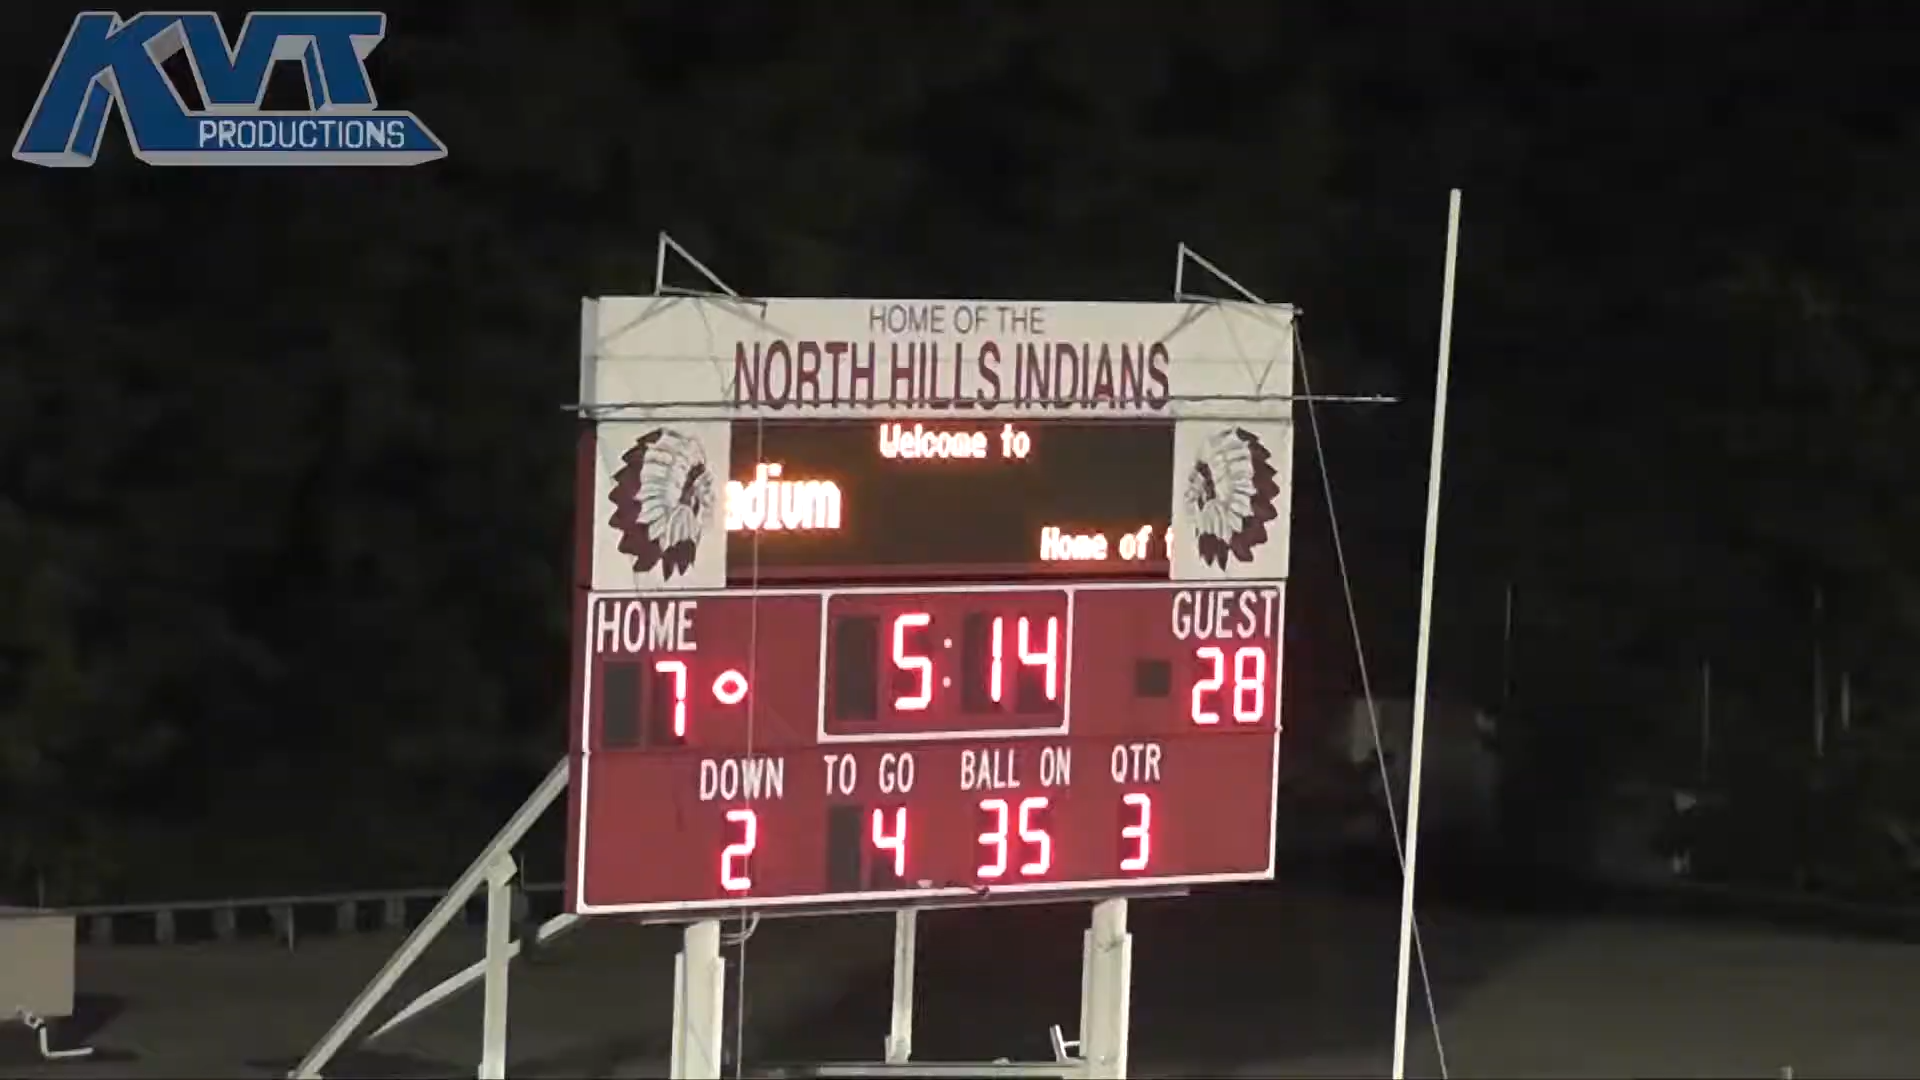 KVT
PRODUCTIONS
HOME OF THE
NORTH HILLS INDIANS
Welcome to
adium
Home of t
HOME 5:14 GUEST
7 28
DOWN TO GO BALL ON QTR
2 4 35 3